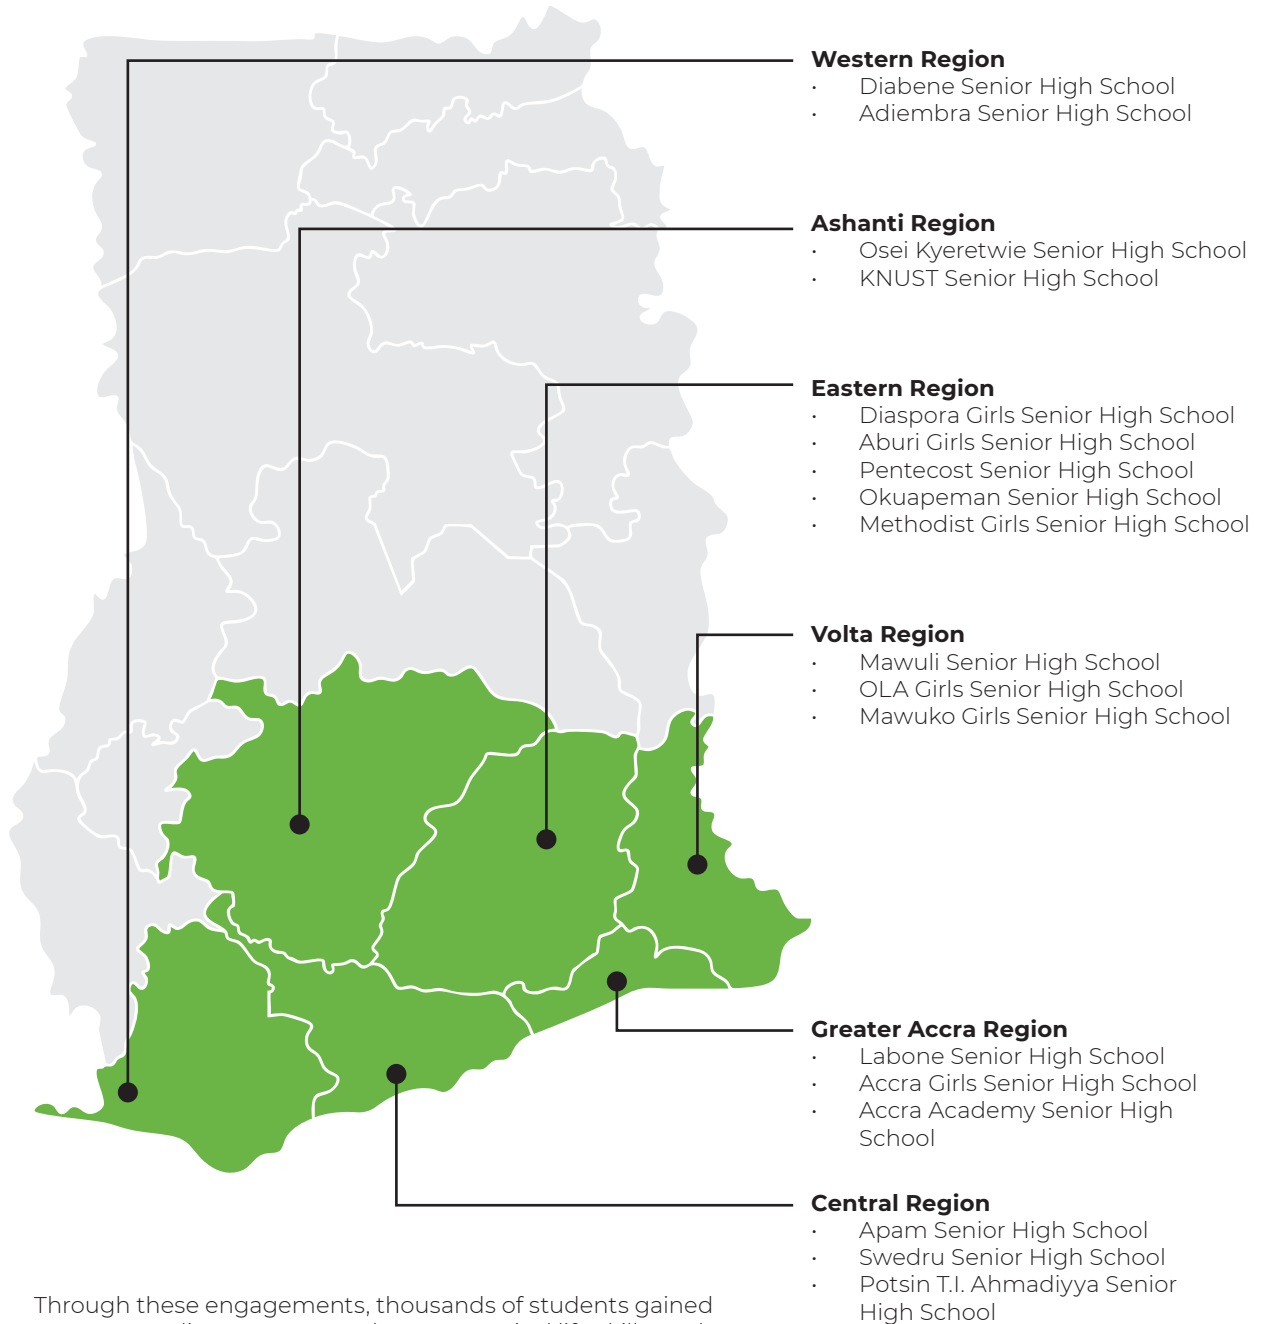 Western Region
· Diabene Senior High School
· Adiembra Senior High School
Ashanti Region
· Osei Kyeretwie Senior High School
· KNUST Senior High School
Eastern Region
· Diaspora Girls Senior High School
· Aburi Girls Senior High School
· Pentecost Senior High School
· Okuapeman Senior High School
· Methodist Girls Senior High School
Volta Region
· Mawuli Senior High School
· OLA Girls Senior High School
· Mawuko Girls Senior High School
Greater Accra Region
· Labone Senior High School
· Accra Girls Senior High School
· Accra Academy Senior High
School
Central Region
· Apam Senior High School
· Swedru Senior High School
· Potsin T.I. Ahmadiyya Senior
High School
Through these engagements, thousands of students gained